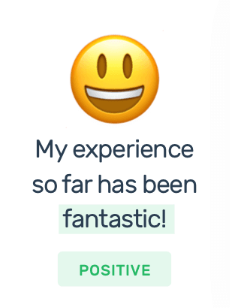 My experience
so far has been
fantastic!
POSITIVE